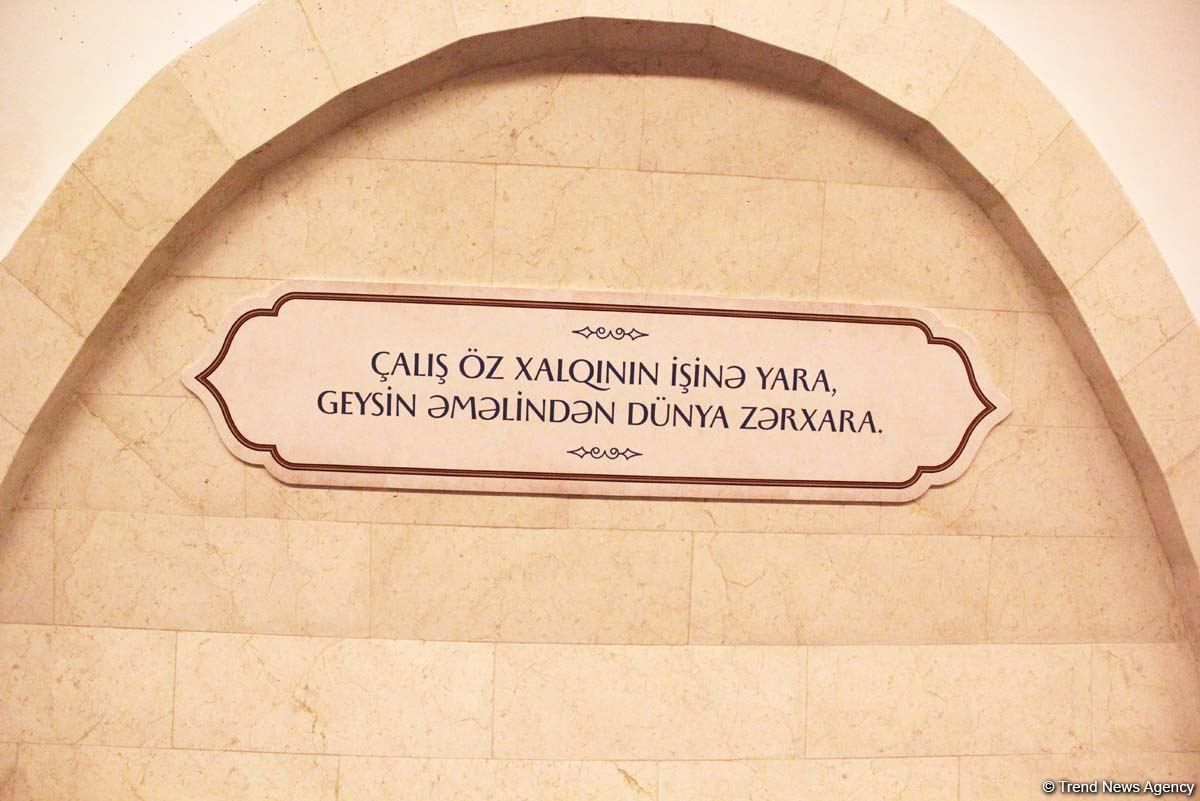 ÇALIŞ ÖZ XALQININ İŞİNƏ YARA,
GEYSİN ƏMƏLİNDƏN DÜNYA ZƏRXARA.
© Trend News Agency